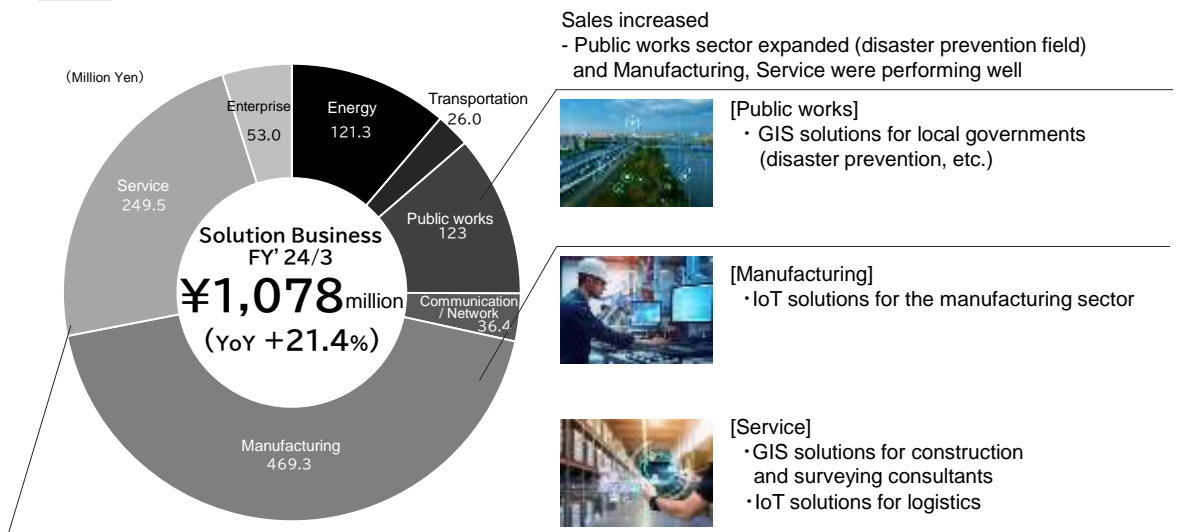 Sales increased
- Public works sector expanded (disaster prevention field)
and Manufacturing, Service were performing well
（Million Yen）
Enterprise
53.0
Energy
121.3
Transportation
26.0
Service
249.5
Public works
123
Communication
/ Network
36.4
Manufacturing
469.3
Solution Business
FY' 24/3
¥1,078million
(YoY +21.4%)
[Public works]
・GIS solutions for local governments
(disaster prevention, etc.)
[Manufacturing]
・IoT solutions for the manufacturing sector
[Service]
・GIS solutions for construction
and surveying consultants
・IoT solutions for logistics